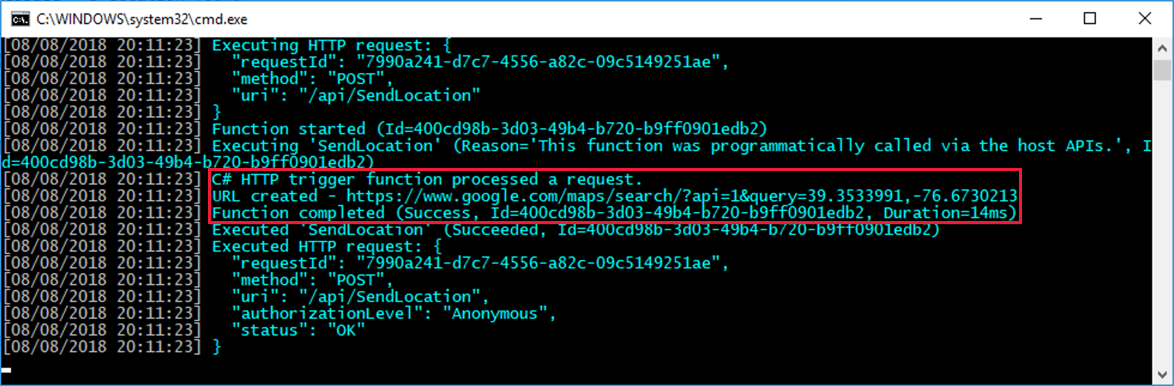 C:\WINDOWS\system32\cmd.exe
[08/08/2018 20:11:23] Executing HTTP request: {
[08/08/2018 20:11:23]   "requestId": "7990a241-d7c7-4556-a82c-09c5149251ae",
[08/08/2018 20:11:23]   "method": "POST",
[08/08/2018 20:11:23]   "uri": "/api/SendLocation"
[08/08/2018 20:11:23] }
[08/08/2018 20:11:23] Function started (Id=400cd98b-3d03-49b4-b720-b9ff0901edb2)
[08/08/2018 20:11:23] Executing 'SendLocation' (Reason='This function was programmatically called via the host APIs.', I
d=400cd98b-3d03-49b4-b720-b9ff0901edb2)
[08/08/2018 20:11:23] C# HTTP trigger function processed a request.
[08/08/2018 20:11:23] URL created - https://www.google.com/maps/search/?api=1&query=39.3533991,-76.6730213
[08/08/2018 20:11:23] Function completed (Success, Id=400cd98b-3d03-49b4-b720-b9ff0901edb2, Duration=14ms)
[08/08/2018 20:11:23] Executed 'SendLocation' (Succeeded, Id=400cd98b-3d03-49b4-b720-b9ff0901edb2)
[08/08/2018 20:11:23] Executed HTTP request: {
[08/08/2018 20:11:23]   "requestId": "7990a241-d7c7-4556-a82c-09c5149251ae",
[08/08/2018 20:11:23]   "method": "POST",
[08/08/2018 20:11:23]   "uri": "/api/SendLocation",
[08/08/2018 20:11:23]   "authorizationLevel": "Anonymous",
[08/08/2018 20:11:23]   "status": "OK"
[08/08/2018 20:11:23] }